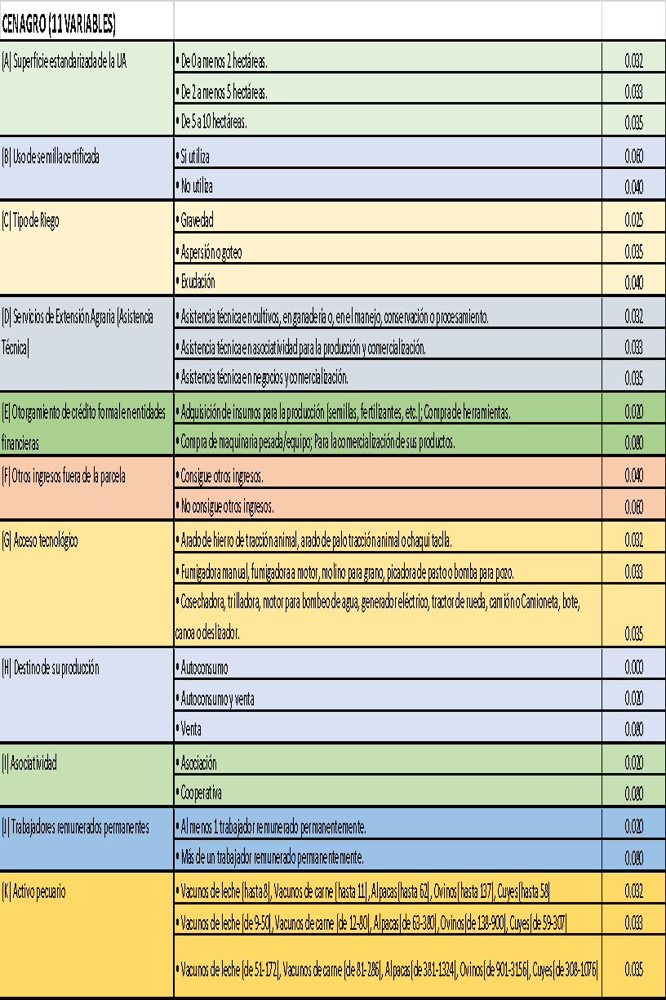 CENAGRO (11 VARIABLES)
(A) Superficie estandarizada de la UA
• De 0 a menos 2 hectáreas.
0.032
• De 2 a menos 5 hectáreas.
0.033
• De 5 a 10 hectáreas.
0.035
(B) Uso de semilla certificada
• Si utiliza
0.060
• No utiliza
0.040
(C) Tipo de Riego
• Gravedad
0.025
• Aspersión o goteo
0.035
• Exudación
0.040
(D) Servicios de Extensión Agraria (Asistencia
Técnica)
• Asistencia técnica en cultivos, en ganadería o, en el manejo, conservación o procesamiento.
0.032
• Asistencia técnica en asociatividad para la producción y comercialización.
0.033
• Asistencia técnica en negocios y comercialización.
0.035
(E) Otorgamiento de crédito formal en entidades
financieras
• Adquisición de insumos para la producción (semillas, fertilizantes, etc.); Compra de herramientas.
0.020
• Compra de maquinaria pesada/equipo; Para la comercialización de sus productos.
0.080
(F) Otros ingresos fuera de la parcela
• Consigue otros ingresos.
0.040
• No consigue otros ingresos.
0.060
(G) Acceso tecnológico
• Arado de hierro de tracción animal, arado de palo tracción animal o chaqui taclla.
0.032
• Fumigadora manual, fumigadora a motor, molino para grano, picadora de pasto o bomba para pozo.
0.033
• Cosechadora, trilladora, motor para bombeo de agua, generador eléctrico, tractor de rueda, camión o Camioneta, bote,
canoa o deslizador.
0.035
(H) Destino de su producción
• Autoconsumo
0.000
• Autoconsumo y venta
0.020
• Venta
0.080
(I) Asociatividad
• Asociación
0.020
• Cooperativa
0.080
(J) Trabajadores remunerados permanentes
• Al menos 1 trabajador remunerado permanentemente.
0.020
• Más de un trabajador remunerado permanentemente.
0.080
(K) Activo pecuario
• Vacunos de leche (hasta 8), Vacunos de carne (hasta 11), Alpacas(hasta 62), Ovinos(hasta 137), Cuyes(hasta 58)
0.032
• Vacunos de leche (de 9-50), Vacunos de carne (de 12-80), Alpacas(de 63-380), Ovinos(de 138-900), Cuyes(de 59-307)
0.033
• Vacunos de leche (de 51-172), Vacunos de carne (de 81-286), Alpacas(de 381-1324), Ovinos(de 901-3156), Cuyes(de 308-1076)
0.035